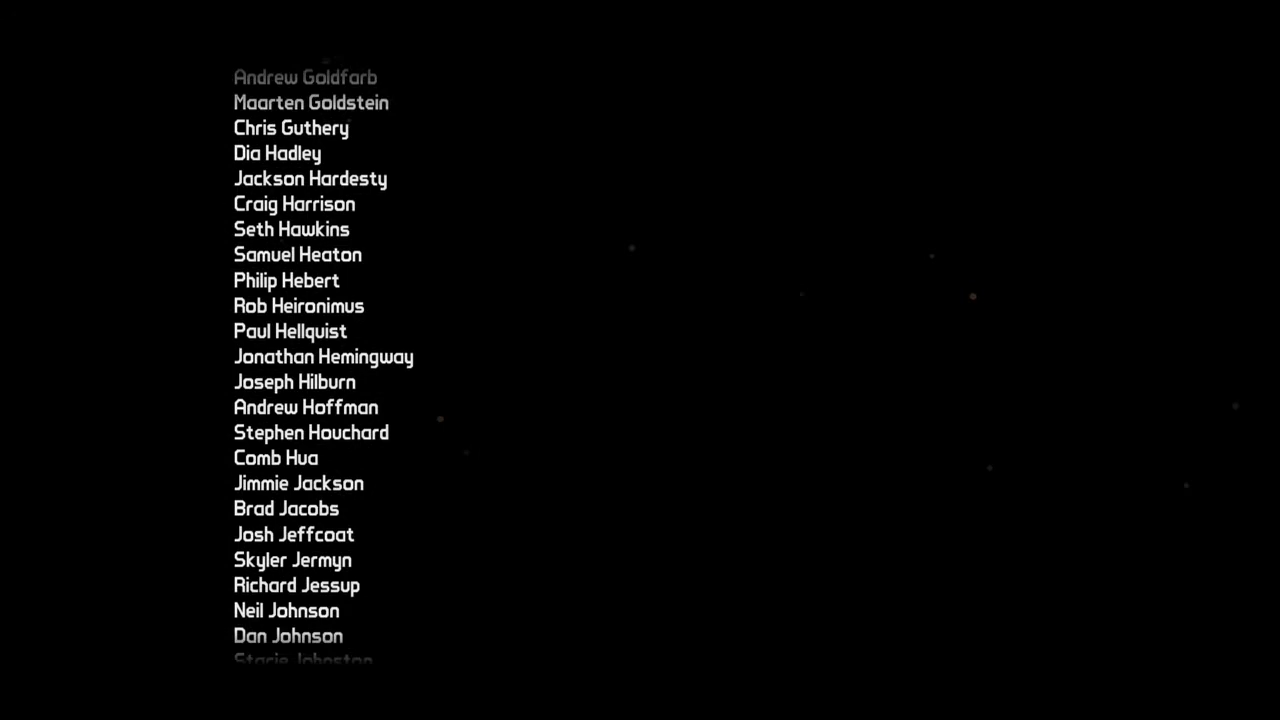 Andrew Goldfarb
Maarten Goldstein
Chris Guthery
Dia Hadley
Jackson Hardesty
Craig Harrison
Seth Hawkins
Samuel Heaton
Philip Hebert
Rob Heironimus
Paul Hellquist
Jonathan Hemingway
Joseph Hilburn
Andrew Hoffman
Stephen Houchard
Comb Hua
Jimmie Jackson
Brad Jacobs
Josh Jeffcoat
Skyler Jermyn
Richard Jessup
Neil Johnson
Dan Johnson
Stacie Johnston